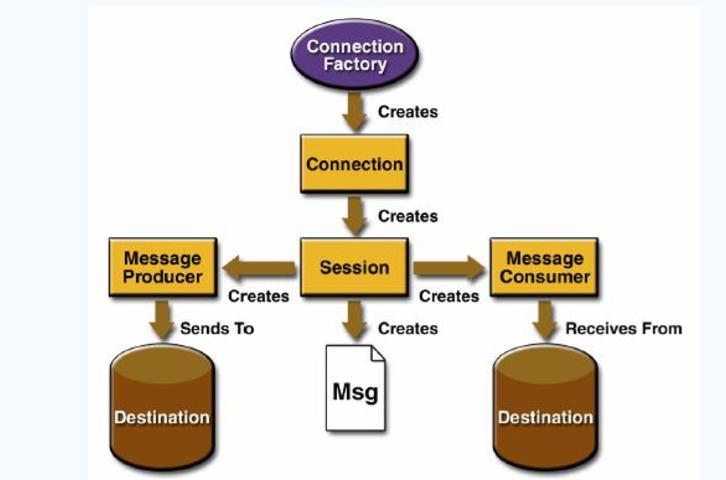 Connection
Factory
Creates
Connection
Creates
Message
Producer
Session
Message
Consumer
Creates
Creates
Sends To
Creates
Receives From
Destination
Msg
Destination